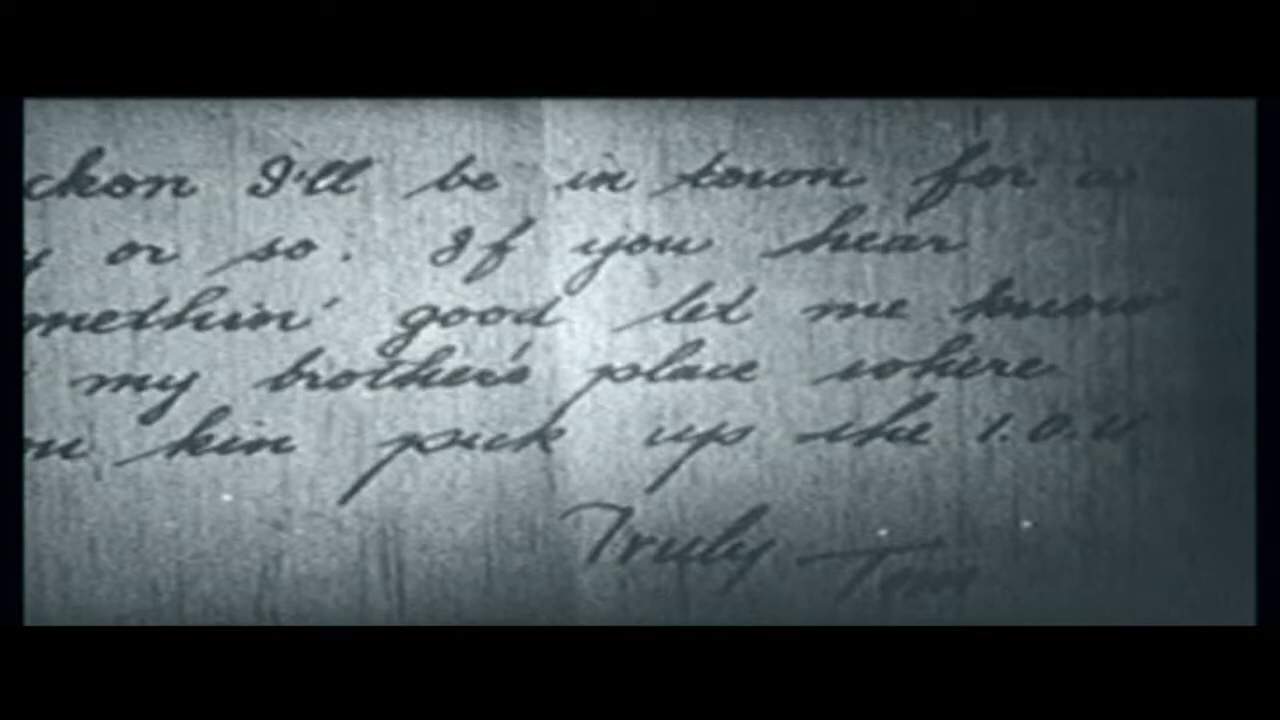 ckon I'll be in town for a
y or so. If you hear
methin' good let me know
my brother's place where
ou kin pick up the I.O.U
Truly — Tom